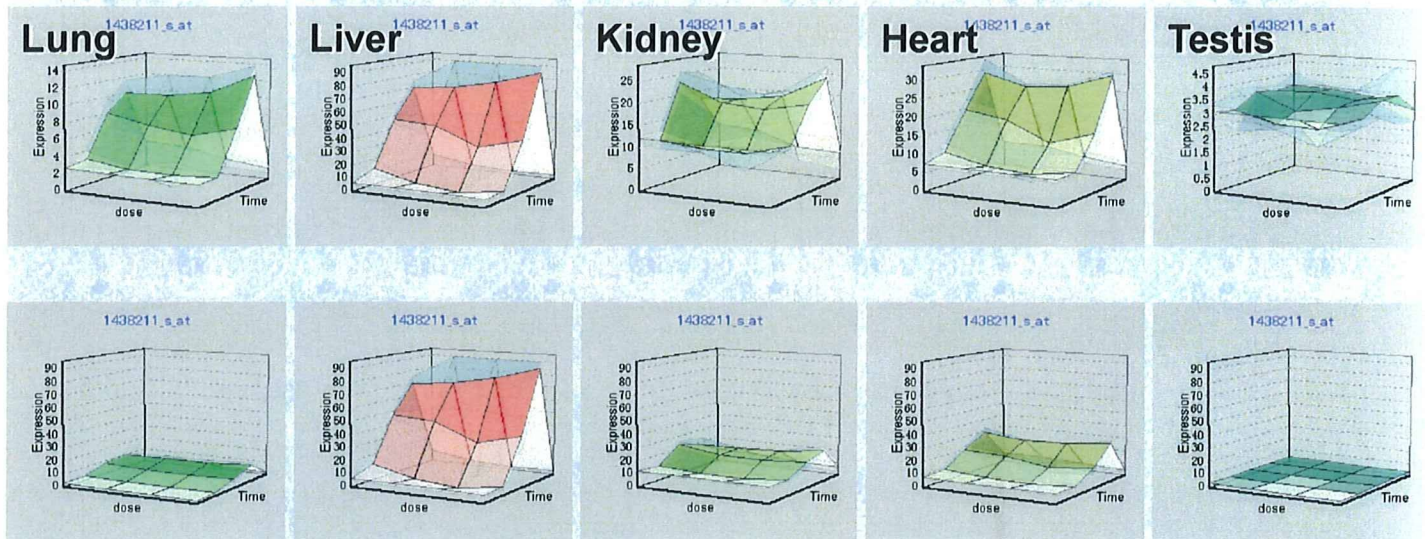 Lung
1438211_s_at
14
12
10
8
6
4
2
0
Expression
dose
Time
Liver
1438211_s_at
90
80
70
60
50
40
30
20
10
0
Expression
dose
Time
Kidney
1438211_s_at
25
20
15
10
5
0
Expression
dose
Time
Heart
1438211_s_at
30
25
20
15
10
5
0
Expression
dose
Time
Testis
1438211_s_at
4.5
4
3.5
3
2.5
2
1.5
1
0.5
0
Expression
dose
Time
1438211_s_at
90
80
70
60
50
40
30
20
10
0
Expression
dose
Time
1438211_s_at
90
80
70
60
50
40
30
20
10
0
Expression
dose
Time
1438211_s_at
90
80
70
60
50
40
30
20
10
0
Expression
dose
Time
1438211_s_at
90
80
70
60
50
40
30
20
10
0
Expression
dose
Time
1438211_s_at
90
80
70
60
50
40
30
20
10
0
Expression
dose
Time